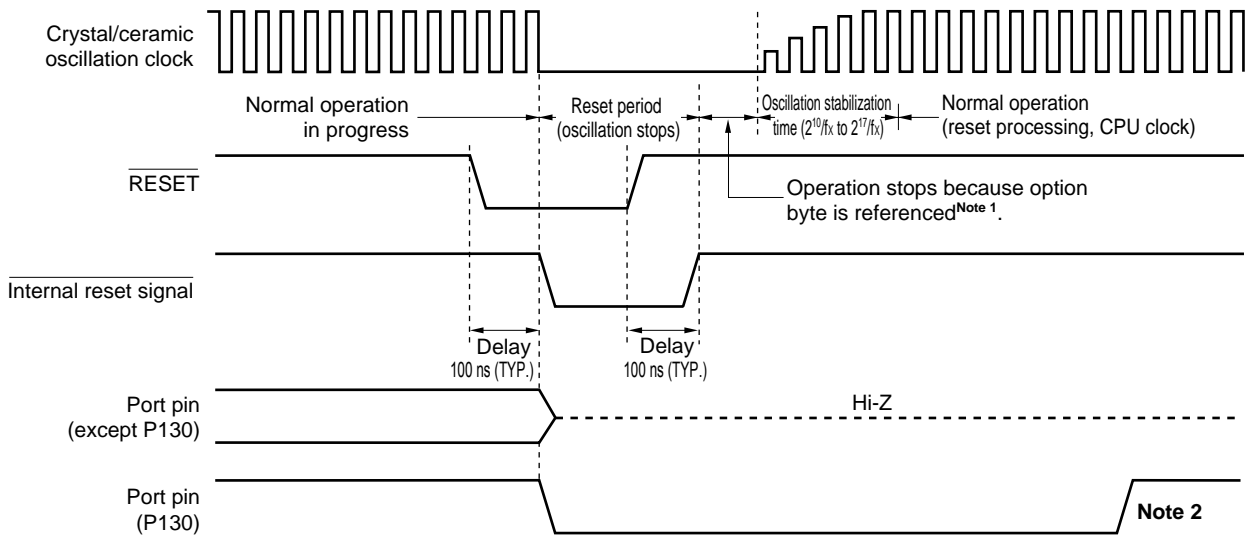 Crystal/ceramic
oscillation clock
Normal operation
in progress
Reset period
(oscillation stops)
Oscillation stabilization
time (2¹⁰/fx to 2¹⁷/fx)
Normal operation
(reset processing, CPU clock)
RESET
Operation stops because option
byte is referenced Note 1.
Internal reset signal
Delay
100 ns (TYP.)
Delay
100 ns (TYP.)
Port pin
(except P130)
Hi-Z
Port pin
(P130)
Note 2